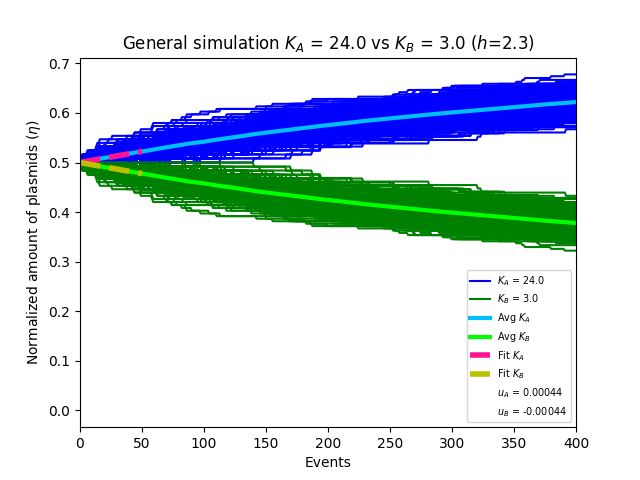 General simulation K_A = 24.0 vs K_B = 3.0 (h=2.3)
Normalized amount of plasmids (η)
0.7
0.6
0.5
0.4
0.3
0.2
0.1
0.0
K_A = 24.0
K_B = 3.0
Avg K_A
Avg K_B
Fit K_A
Fit K_B
u_A = 0.00044
u_B = -0.00044
0 50 100 150 200 250 300 350 400
Events